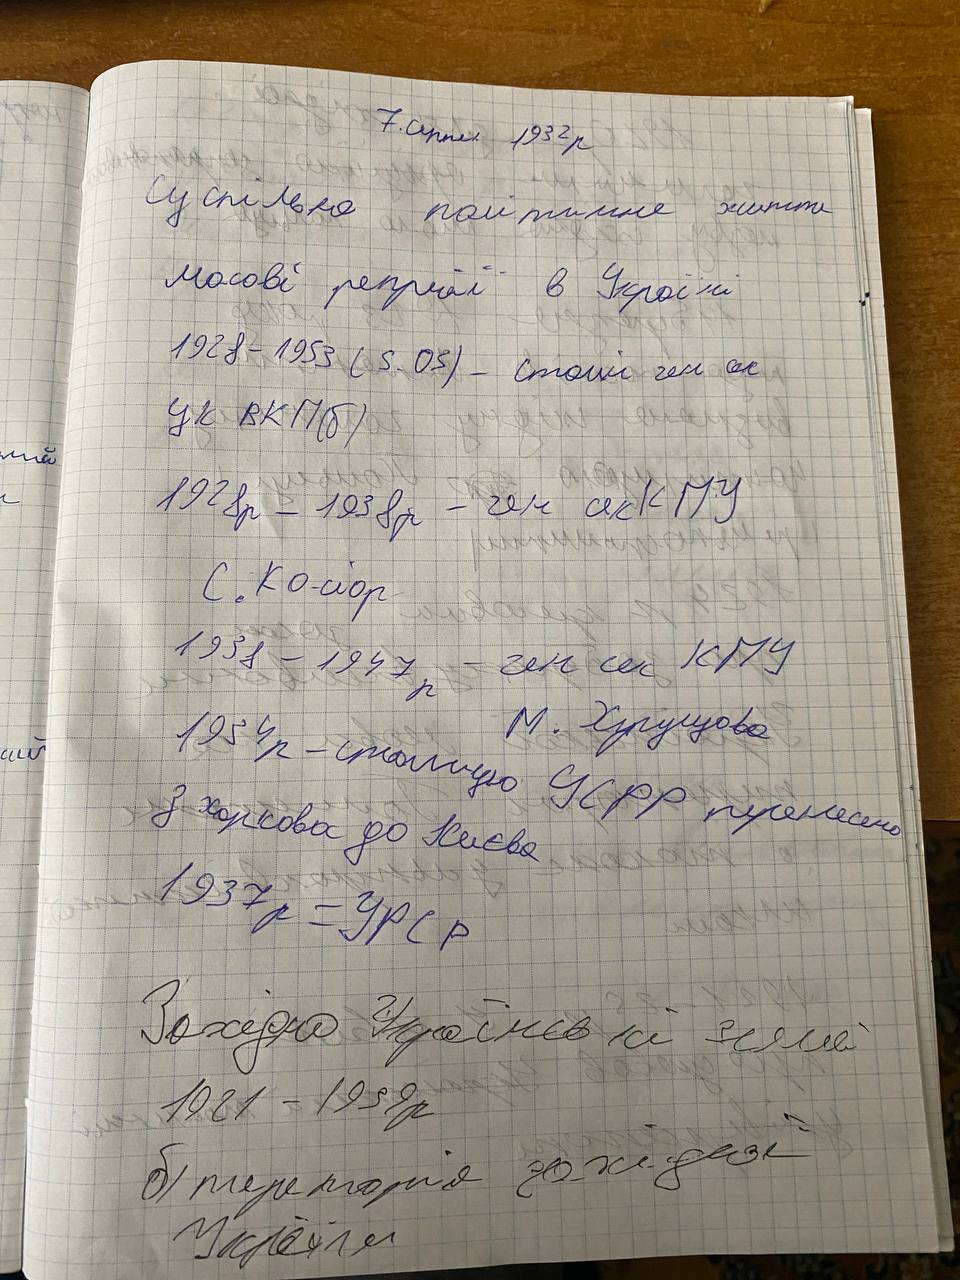 7. серпн 1932р
Суспільно політичне життя
масові репресії в Україні
1928-1953 (5.03) - сталін ген сек
ЦК ВКП(б)
1928р - 1938р - ген сек КПУ
С. Косіор
1938 - 1947р - ген сек КПУ
М. Хрущова
1934р - столицю УСРР перенесено
З харкова до Києва
1937р = УРСР
Західно Українські землі
1921 - 1939р
б) територія західної
України